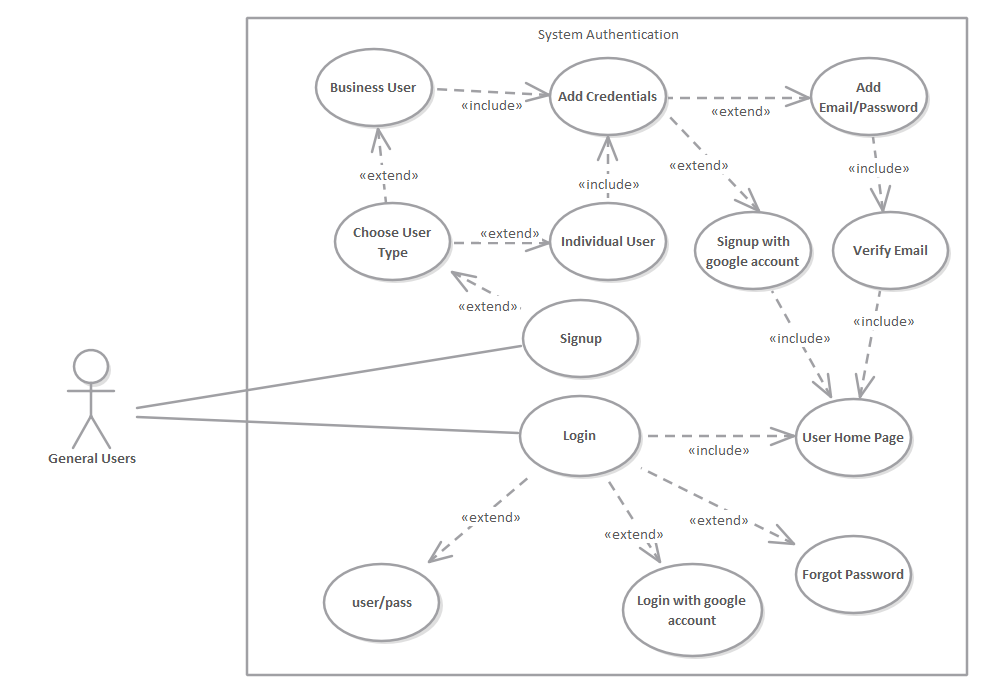 System Authentication
Business User
«include»
Add Credentials
«extend»
Add
Email/Password
«extend»
«include»
«extend»
«include»
Choose User
Type
«extend»
Individual User
Signup with
google account
Verify Email
«extend»
Signup
«include»
«include»
General Users
Login
«include»
User Home Page
«extend»
«extend»
«extend»
user/pass
Login with google
account
Forgot Password